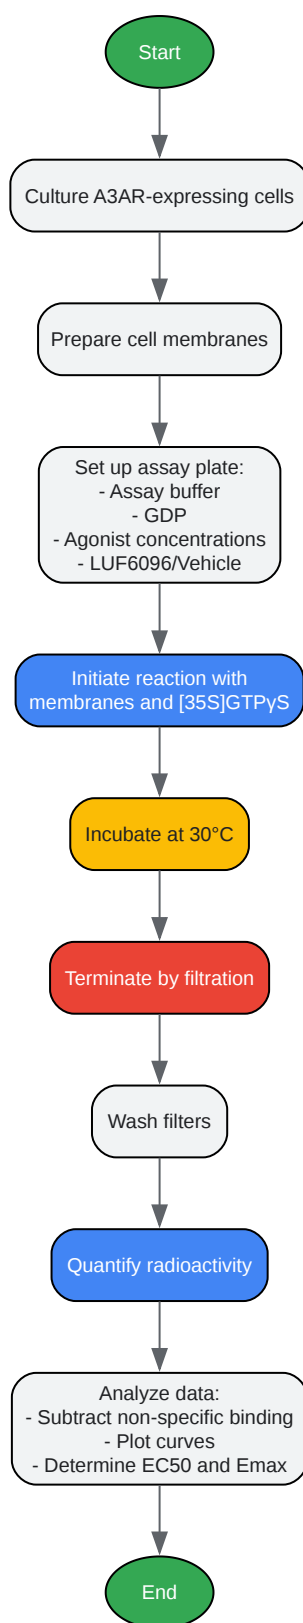 Start
Culture A3AR-expressing cells
Prepare cell membranes
Set up assay plate:
- Assay buffer
- GDP
- Agonist concentrations
- LUF6096/Vehicle
Initiate reaction with
membranes and [35S]GTPγS
Incubate at 30°C
Terminate by filtration
Wash filters
Quantify radioactivity
Analyze data:
- Subtract non-specific binding
- Plot curves
- Determine EC50 and Emax
End